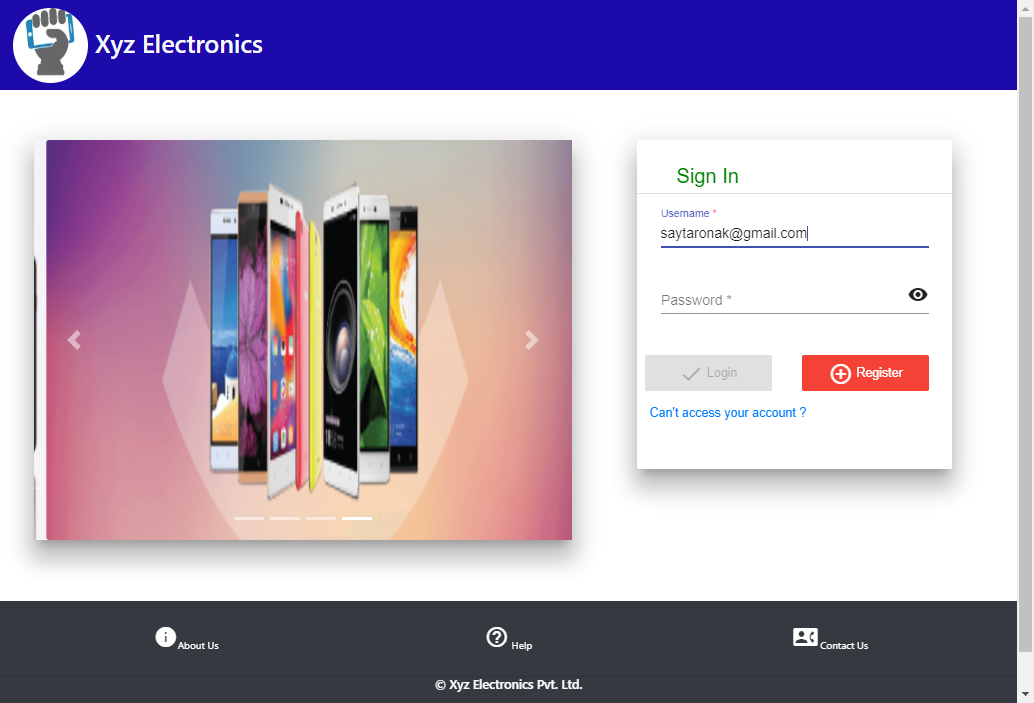 Xyz Electronics
Sign In
Username *
saytaronak@gmail.com
Password *
Login
Register
Can't access your account ?
About Us
Help
Contact Us
© Xyz Electronics Pvt. Ltd.